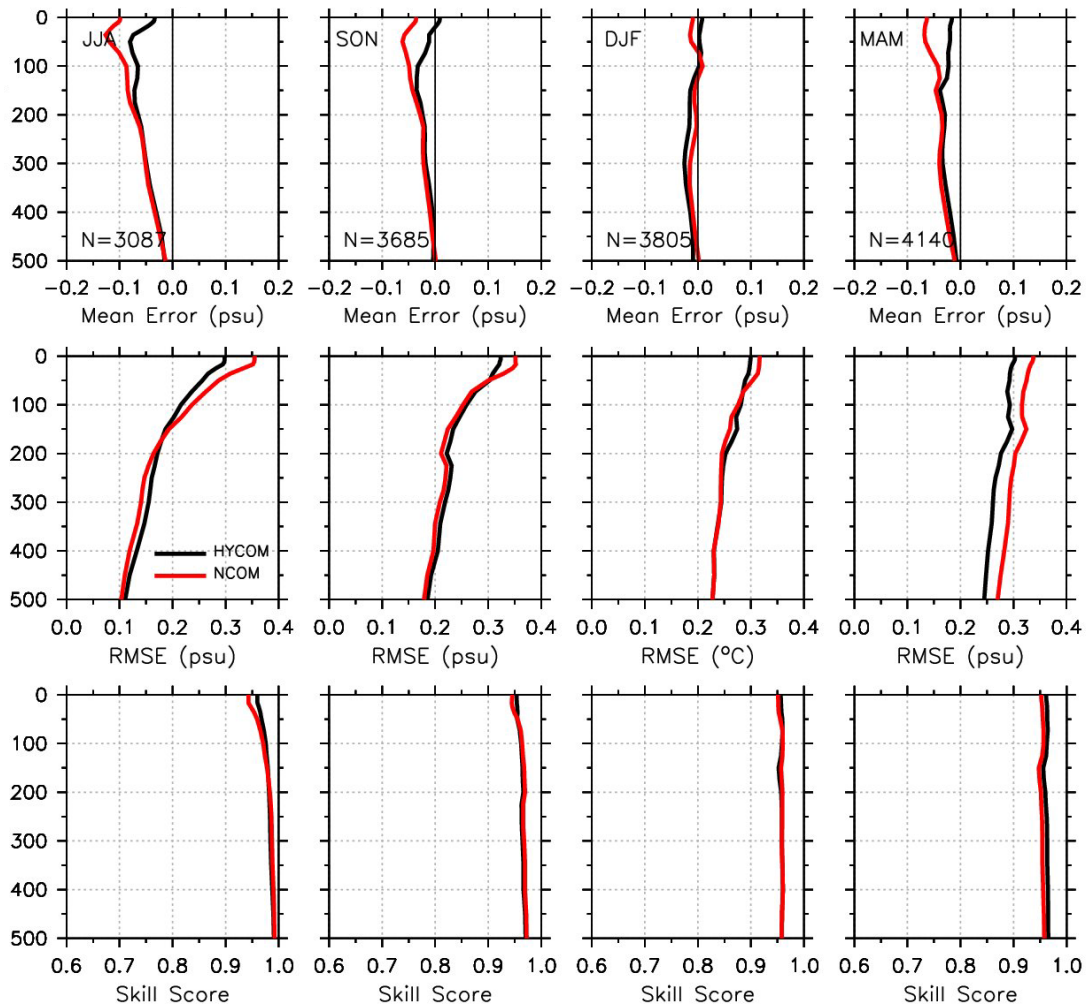 JJA SON DJF MAM
0
100
200
300
400
500
N=3087 N=3685 N=3805 N=4140
−0.2 −0.1 0.0 0.1 0.2 −0.2 −0.1 0.0 0.1 0.2 −0.2 −0.1 0.0 0.1 0.2 −0.2 −0.1 0.0 0.1 0.2
Mean Error (psu) Mean Error (psu) Mean Error (psu) Mean Error (psu)
0
100
200
300
400
500
HYCOM
NCOM
0.0 0.1 0.2 0.3 0.4 0.0 0.1 0.2 0.3 0.4 0.0 0.1 0.2 0.3 0.4 0.0 0.1 0.2 0.3 0.4
RMSE (psu) RMSE (psu) RMSE (°C) RMSE (psu)
0
100
200
300
400
500
0.6 0.7 0.8 0.9 1.0 0.6 0.7 0.8 0.9 1.0 0.6 0.7 0.8 0.9 1.0 0.6 0.7 0.8 0.9 1.0
Skill Score Skill Score Skill Score Skill Score